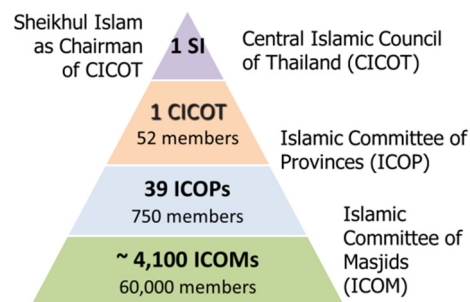 Sheikhul Islam
as Chairman
of CICOT
1 SI
Central Islamic Council
of Thailand (CICOT)
1 CICOT
52 members
Islamic Committee of
Provinces (ICOP)
39 ICOPs
750 members
Islamic
Committee of
Masjids
(ICOM)
~ 4,100 ICOMs
60,000 members